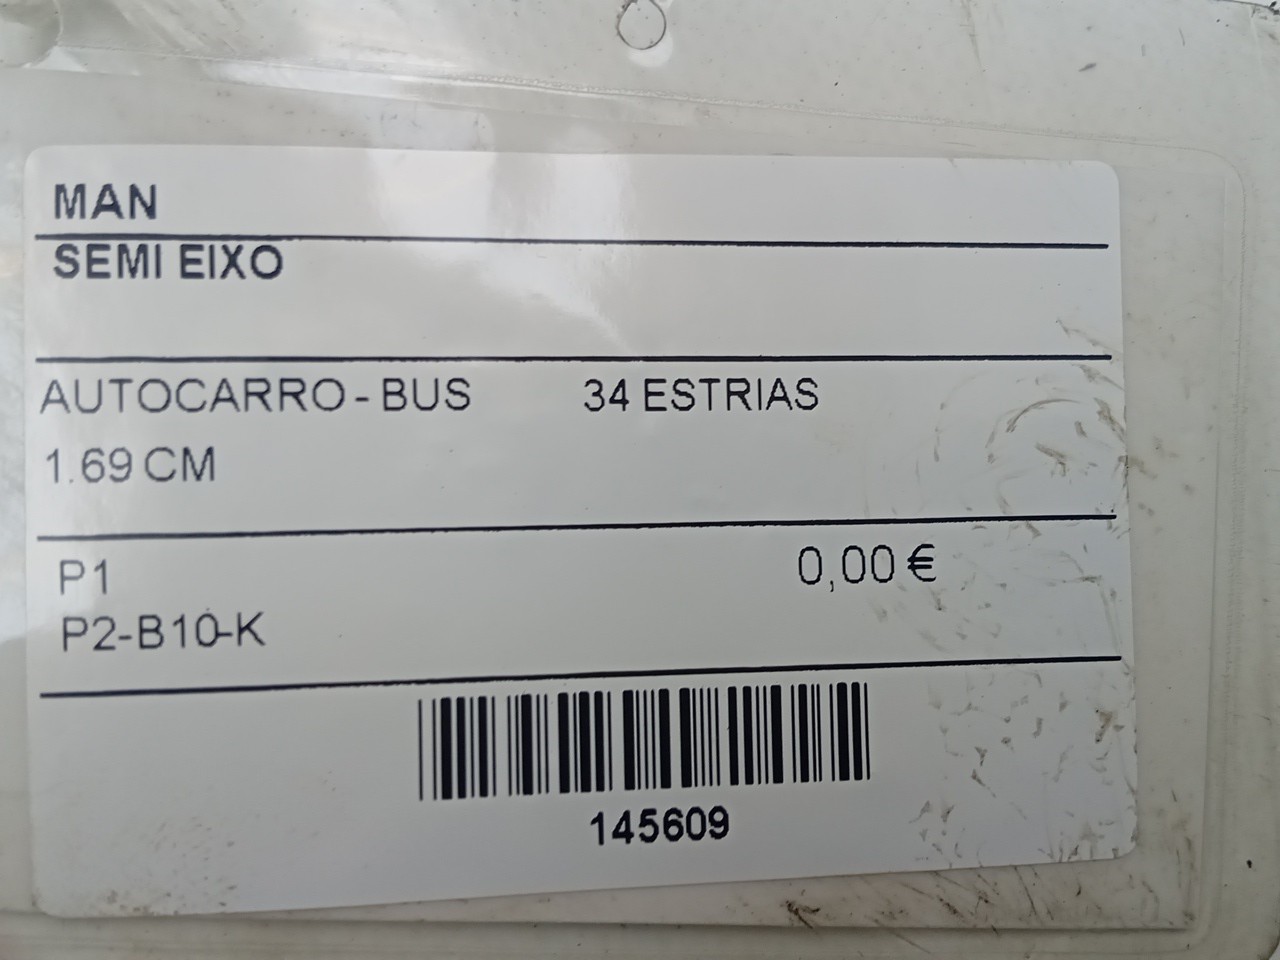 MAN
SEMI EIXO
AUTOCARRO - BUS 34 ESTRIAS
1.69 CM
P1 0,00 €
P2-B10-K
145609